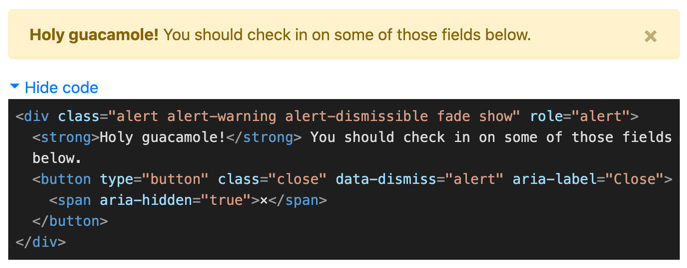 Holy guacamole! You should check in on some of those fields below. ×
Hide code
<div class="alert alert-warning alert-dismissible fade show" role="alert">
<strong>Holy guacamole!</strong> You should check in on some of those fields
below.
<button type="button" class="close" data-dismiss="alert" aria-label="Close">
<span aria-hidden="true">×</span>
</button>
</div>